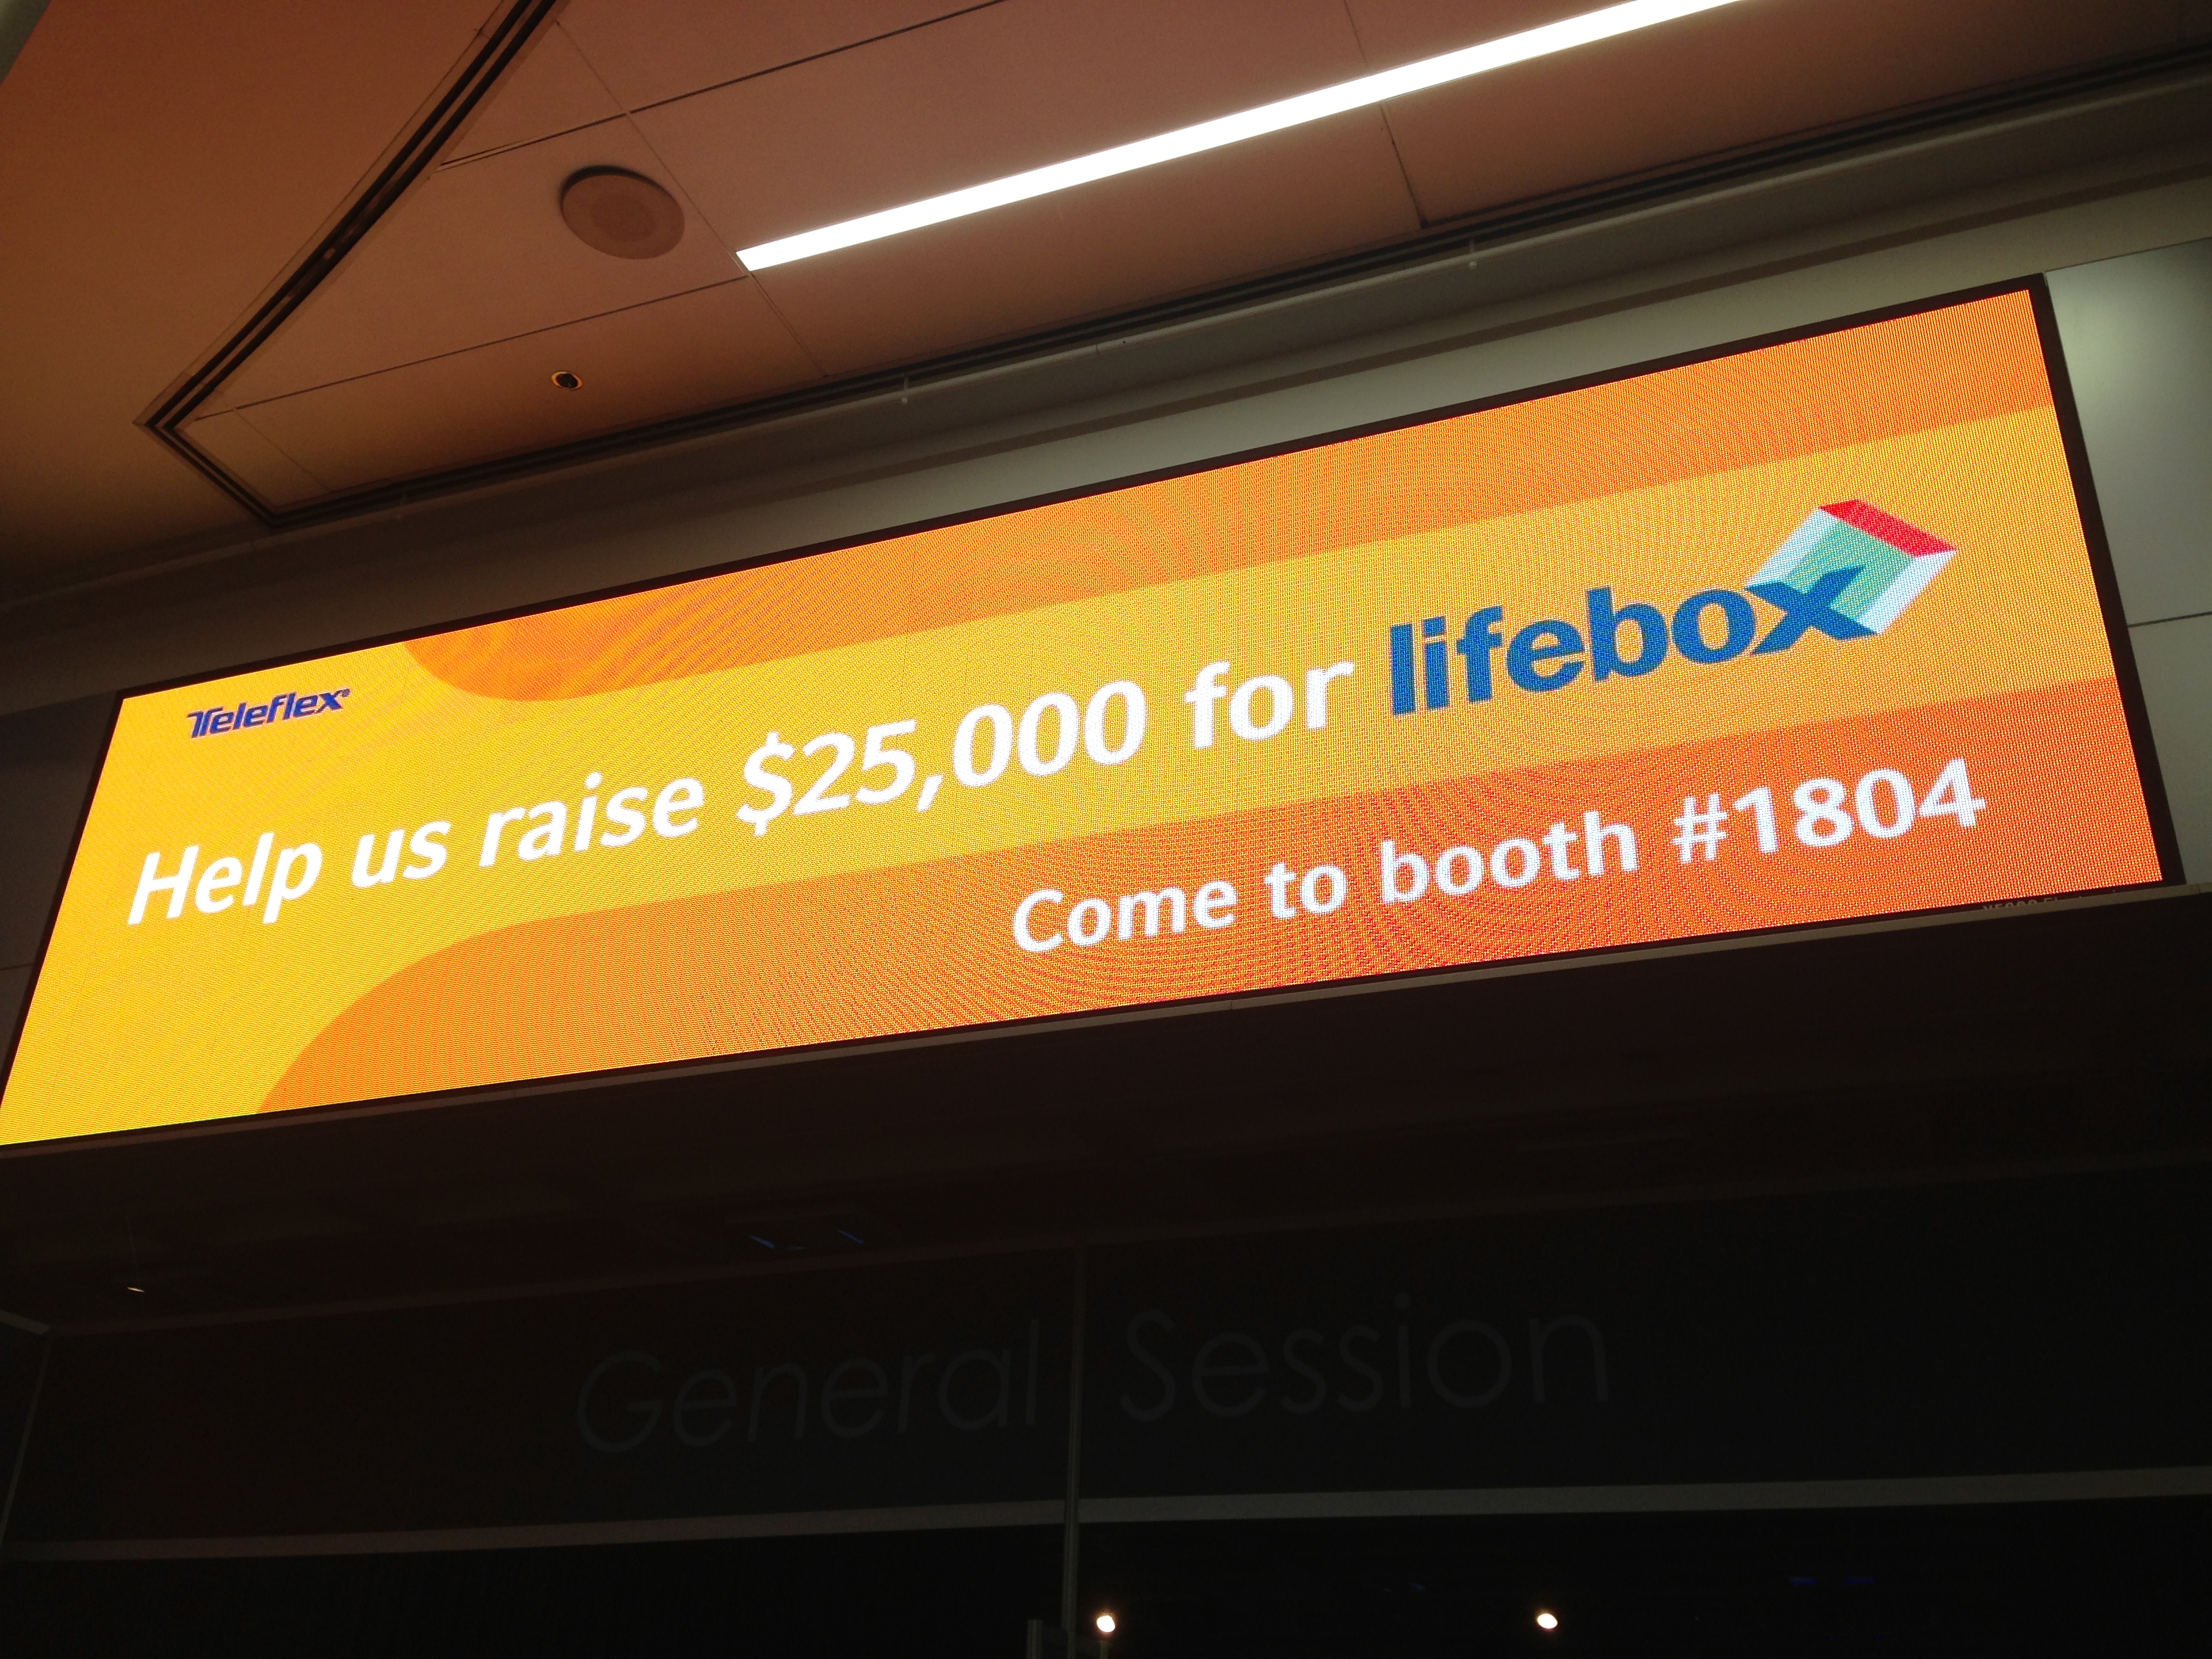 Teleflex®
Help us raise $25,000 for lifebox
Come to booth #1804
General Session